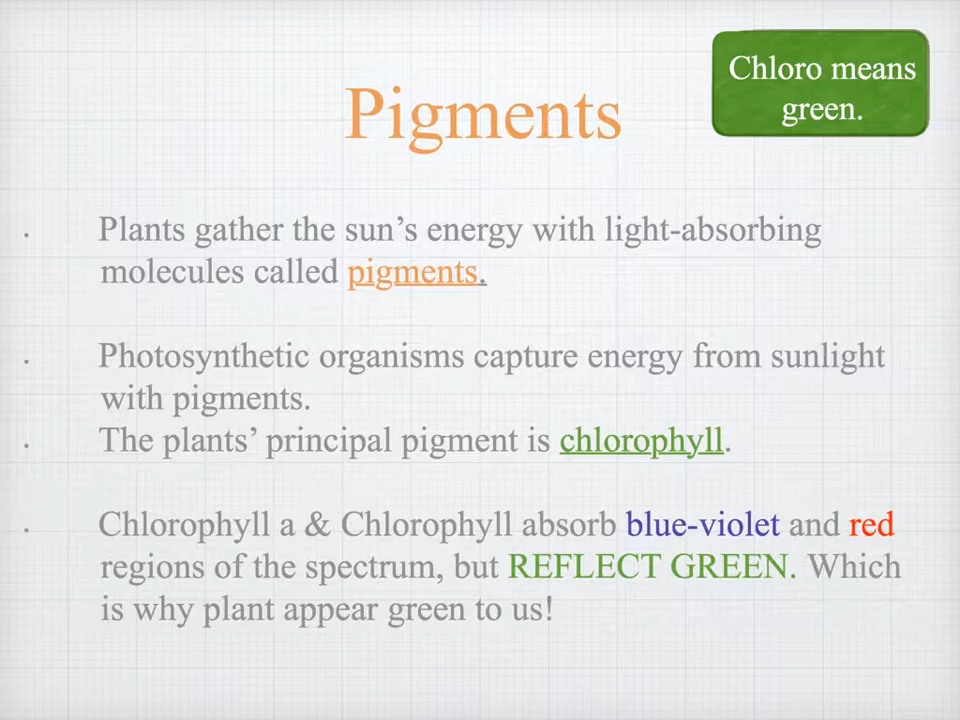 Chloro means
green.
Pigments
· Plants gather the sun’s energy with light-absorbing
molecules called pigments.
· Photosynthetic organisms capture energy from sunlight
with pigments.
· The plants’ principal pigment is chlorophyll.
· Chlorophyll a & Chlorophyll absorb blue-violet and red
regions of the spectrum, but REFLECT GREEN. Which
is why plant appear green to us!